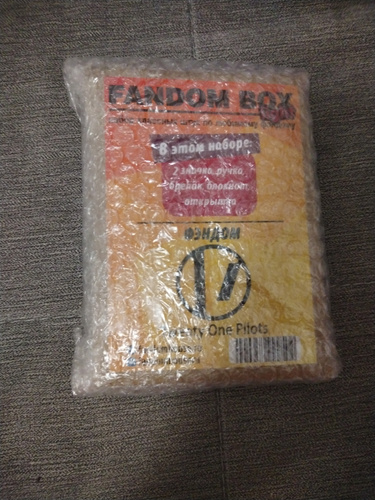 FANDOM BOX
В этом наборе:
2 значка, ручка,
брелок, блокнот,
открытка
ФЭНДОМ
Twenty One Pilots